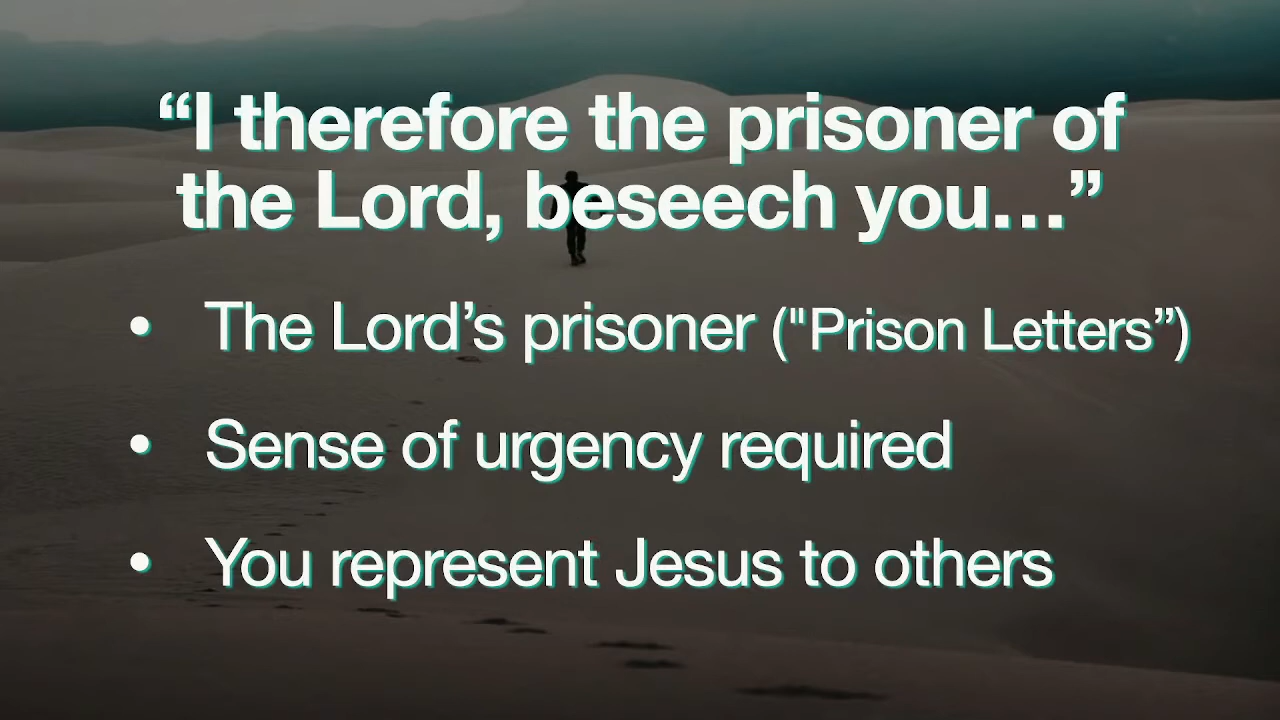 “I therefore the prisoner of
the Lord, beseech you…”
• The Lord’s prisoner ("Prison Letters”)
• Sense of urgency required
• You represent Jesus to others